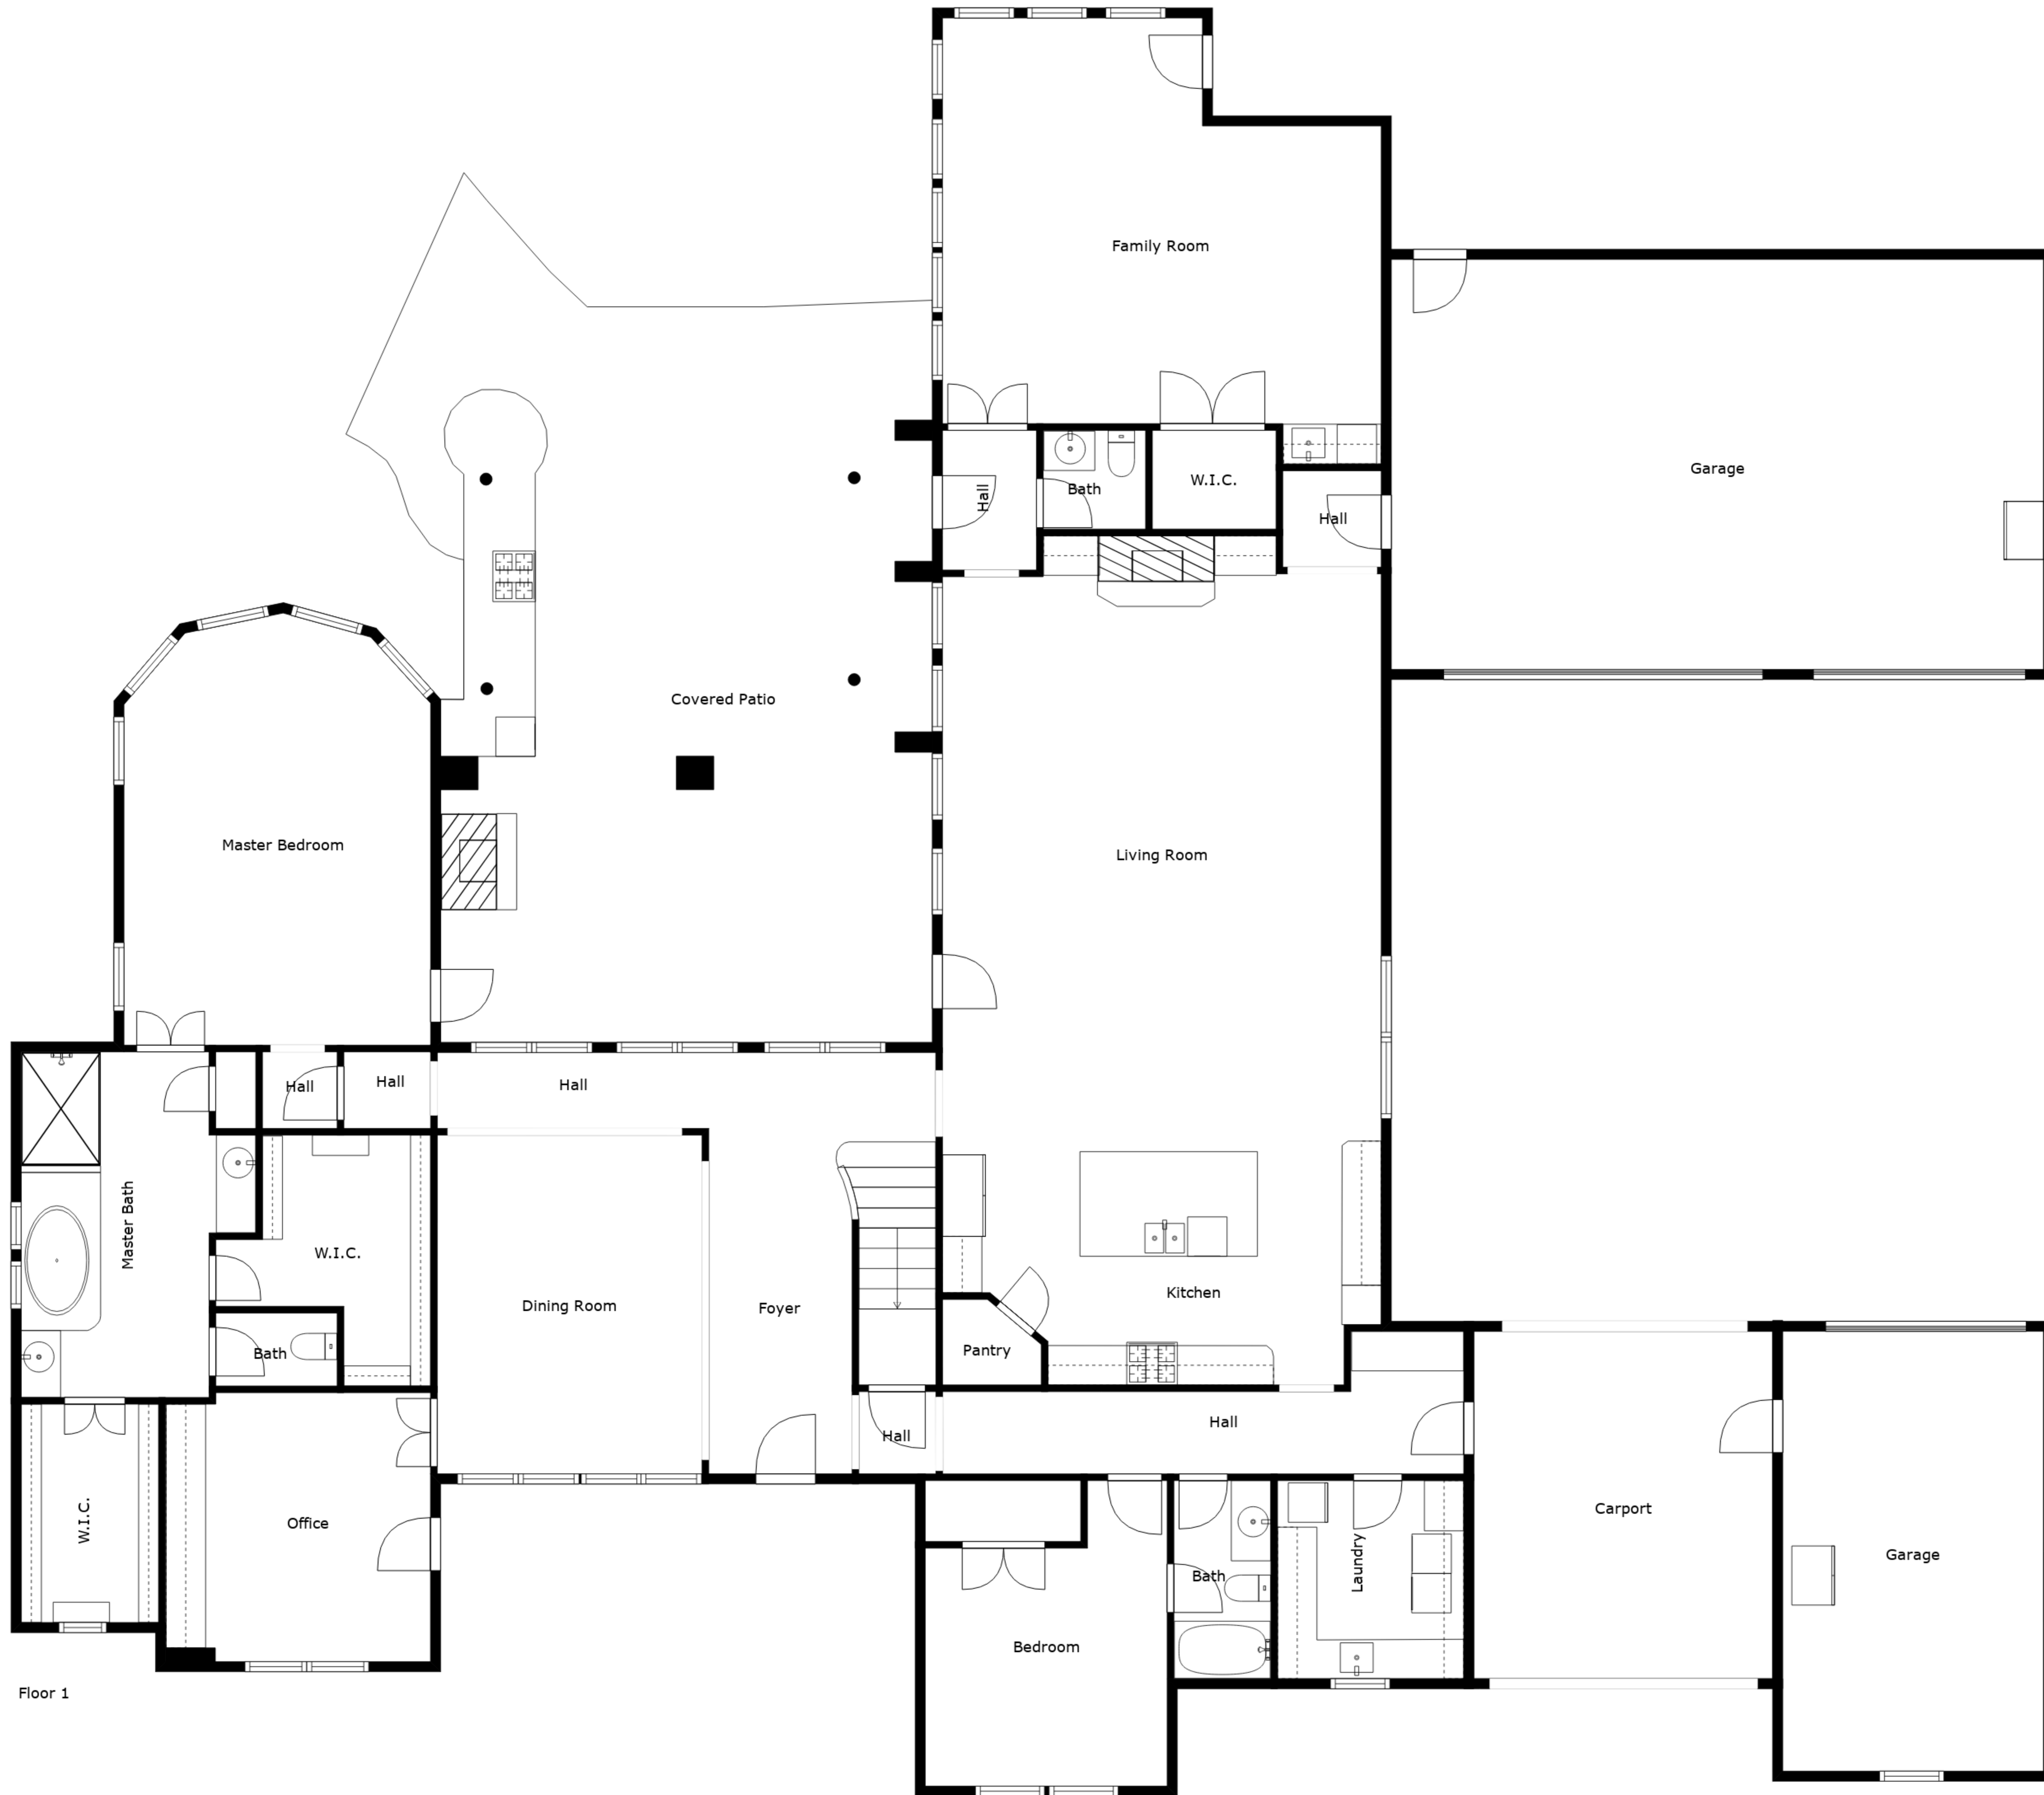 Family Room
Garage
Hall
Bath
W.I.C.
Hall
Covered Patio
Master Bedroom
Living Room
Hall
Hall
Hall
Master Bath
W.I.C.
Dining Room
Foyer
Kitchen
Bath
Pantry
Hall
Hall
W.I.C.
Office
Carport
Laundry
Garage
Bath
Bedroom
Floor 1